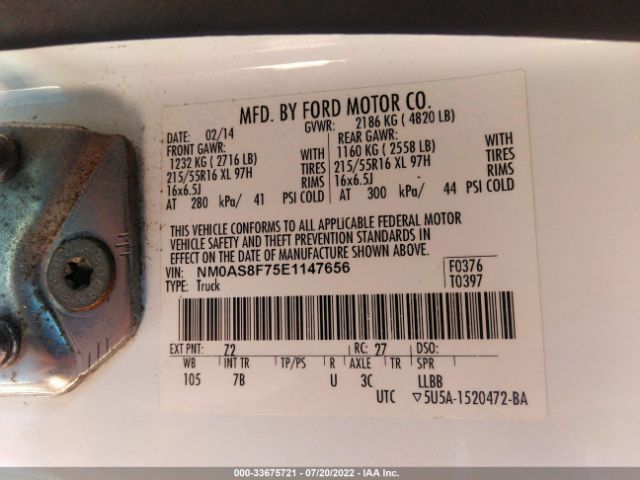 MFD. BY FORD MOTOR CO.
DATE: 02/14 GVWR: 2186 KG ( 4820 LB)
FRONT GAWR: REAR GAWR:
1232 KG ( 2716 LB) WITH 1160 KG ( 2558 LB) WITH
215/55R16 XL 97H TIRES 215/55R16 XL 97H TIRES
16x6.5J RIMS 16x6.5J RIMS
AT 280 kPa/ 41 PSI COLD AT 300 kPa/ 44 PSI COLD
THIS VEHICLE CONFORMS TO ALL APPLICABLE FEDERAL MOTOR
VEHICLE SAFETY AND THEFT PREVENTION STANDARDS IN
EFFECT ON THE DATE OF MANUFACTURE SHOWN ABOVE.
VIN: NM0AS8F75E1147656 F0376
TYPE: Truck T0397
EXT PNT: Z2 RC: 27 DSO:
WB INT TR TP/PS R AXLE TR SPR
105 7B U 3C LLBB
UTC ▽5U5A-1520472-BA
© 2022 - 33675721 - 07/20/2022 - IAA Inc.